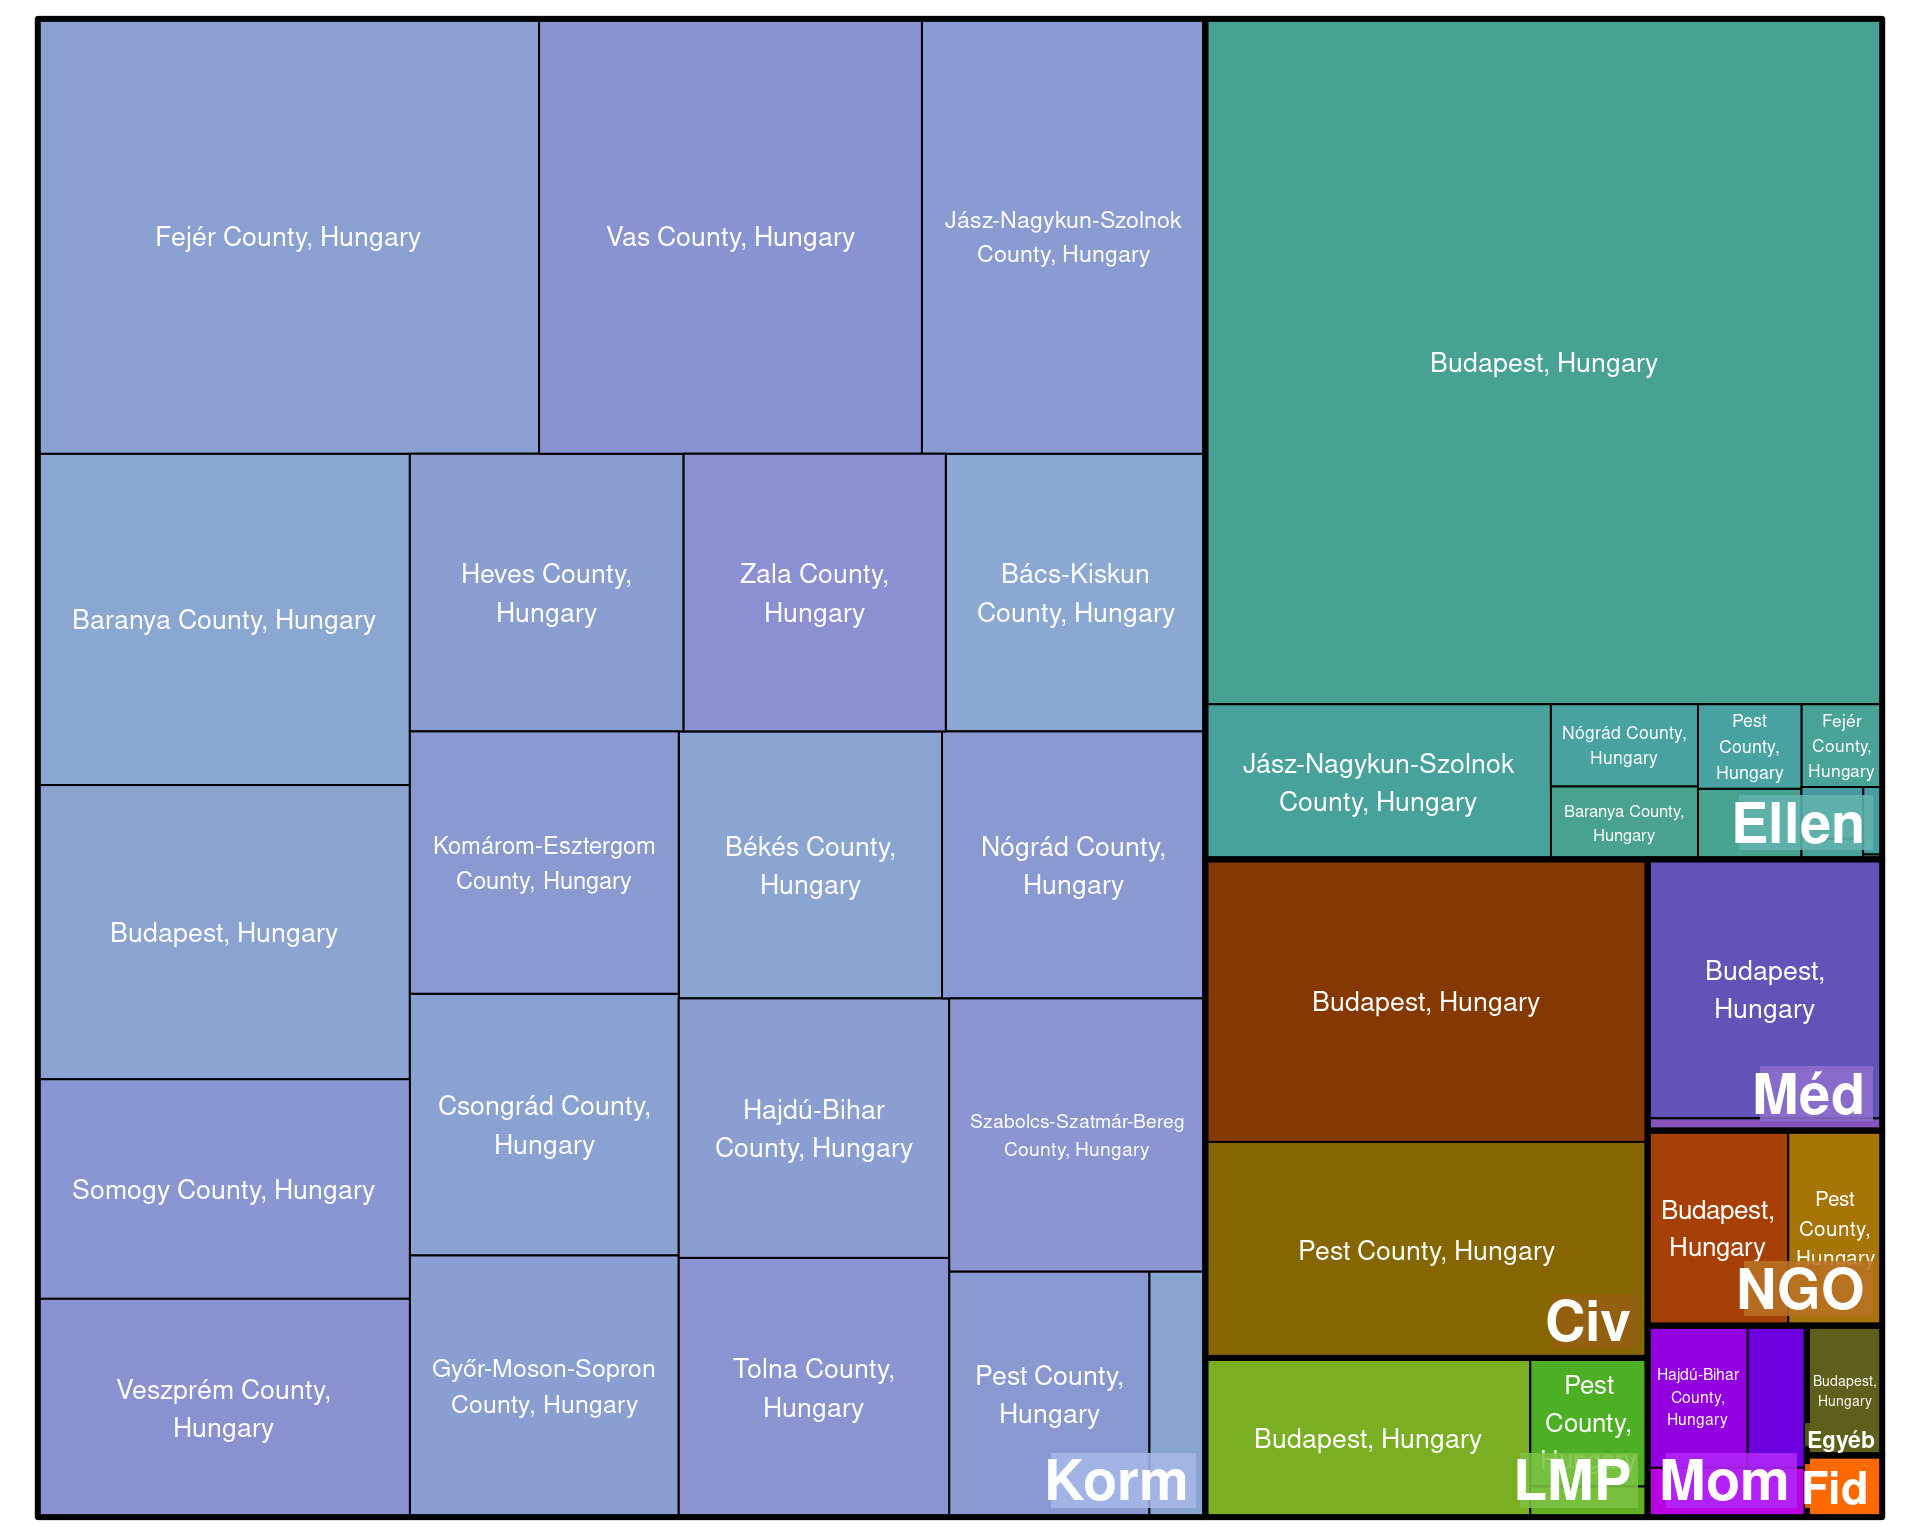 Fejér County, Hungary
Vas County, Hungary
Jász-Nagykun-Szolnok
County, Hungary
Baranya County, Hungary
Heves County,
Hungary
Zala County,
Hungary
Bács-Kiskun
County, Hungary
Budapest, Hungary
Komárom-Esztergom
County, Hungary
Békés County,
Hungary
Nógrád County,
Hungary
Somogy County, Hungary
Csongrád County,
Hungary
Hajdú-Bihar
County, Hungary
Szabolcs-Szatmár-Bereg
County, Hungary
Veszprém County,
Hungary
Győr-Moson-Sopron
County, Hungary
Tolna County,
Hungary
Pest County,
Hungary
Korm
Budapest, Hungary
Jász-Nagykun-Szolnok
County, Hungary
Nógrád County,
Hungary
Baranya County,
Hungary
Pest
County,
Hungary
Fejér
County,
Hungary
Ellen
Budapest, Hungary
Pest County, Hungary
Civ
Budapest,
Hungary
Méd
Budapest,
Hungary
Pest
County,
Hungary
NGO
Budapest, Hungary
Pest
County,
Hungary
LMP
Hajdú-Bihar
County,
Hungary
Mom
Budapest,
Hungary
Egyéb
Fid